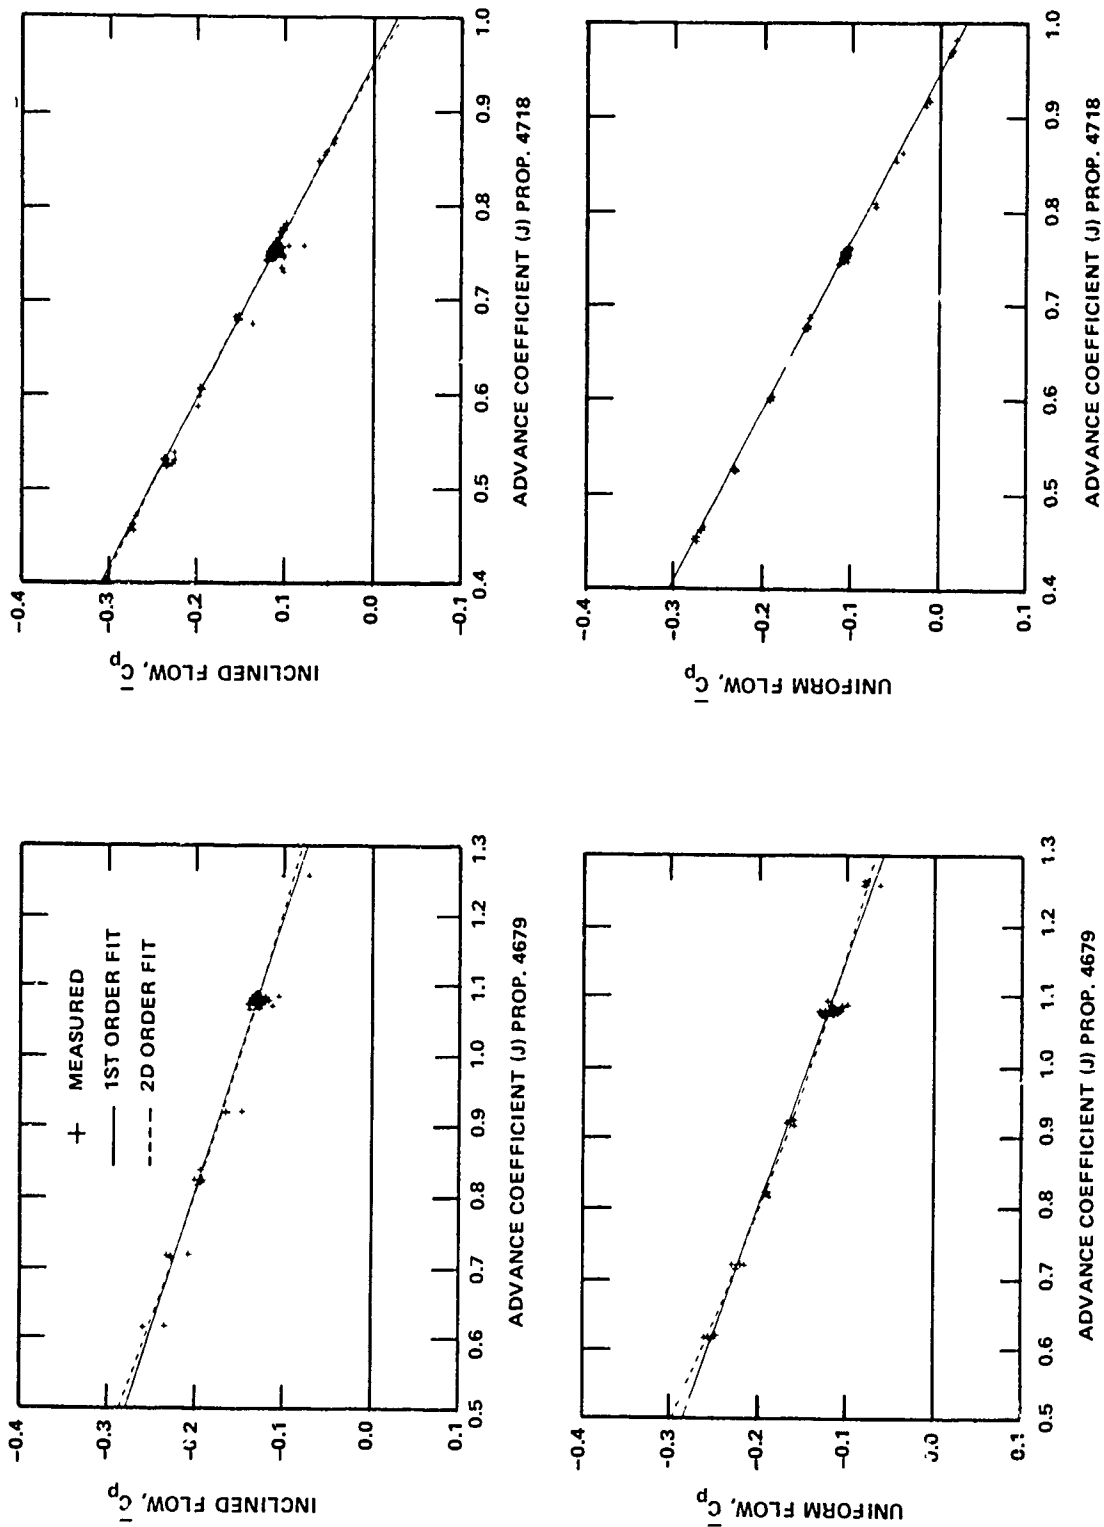 INCLINED FLOW, C̄p
-0.4
-0.3
-0.2
-0.1
0.0
0.1
+ MEASURED
1ST ORDER FIT
2D ORDER FIT
0.5 0.6 0.7 0.8 0.9 1.0 1.1 1.2 1.3
ADVANCE COEFFICIENT (J) PROP. 4679
INCLINED FLOW, C̄p
-0.4
-0.3
-0.2
-0.1
0.0
-0.1
0.4 0.5 0.6 0.7 0.8 0.9 1.0
ADVANCE COEFFICIENT (J) PROP. 4718
UNIFORM FLOW, C̄p
-0.4
-0.3
-0.2
-0.1
0.0
0.1
0.5 0.6 0.7 0.8 0.9 1.0 1.1 1.2 1.3
ADVANCE COEFFICIENT (J) PROP. 4679
UNIFORM FLOW, C̄p
-0.4
-0.3
-0.2
-0.1
0.0
0.1
0.4 0.5 0.6 0.7 0.8 0.9 1.0
ADVANCE COEFFICIENT (J) PROP. 4718